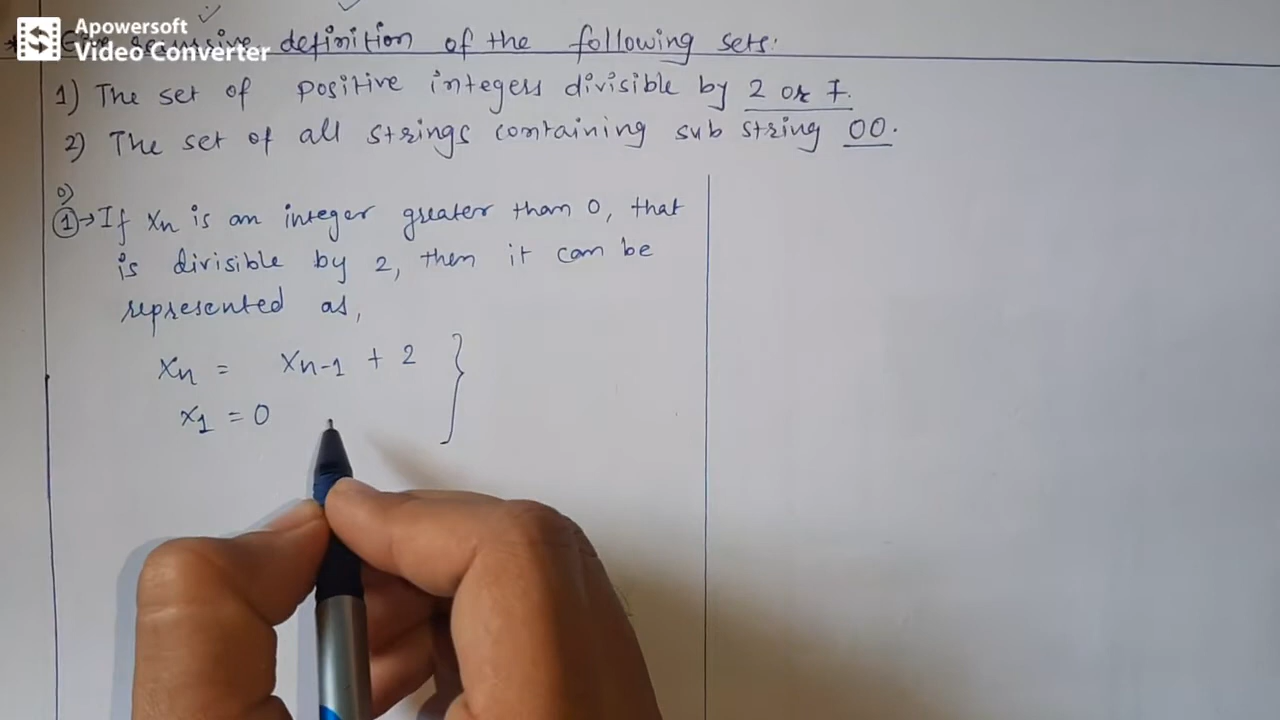 Apowersoft
Video Converter
definition of the following sets:
1) The set of positive integers divisible by 2 or 7.
2) The set of all strings containing sub string 00.
①→ If xn is an integer greater than 0, that
is divisible by 2, then it can be
represented as,
xn = xn-1 + 2
x1 = 0